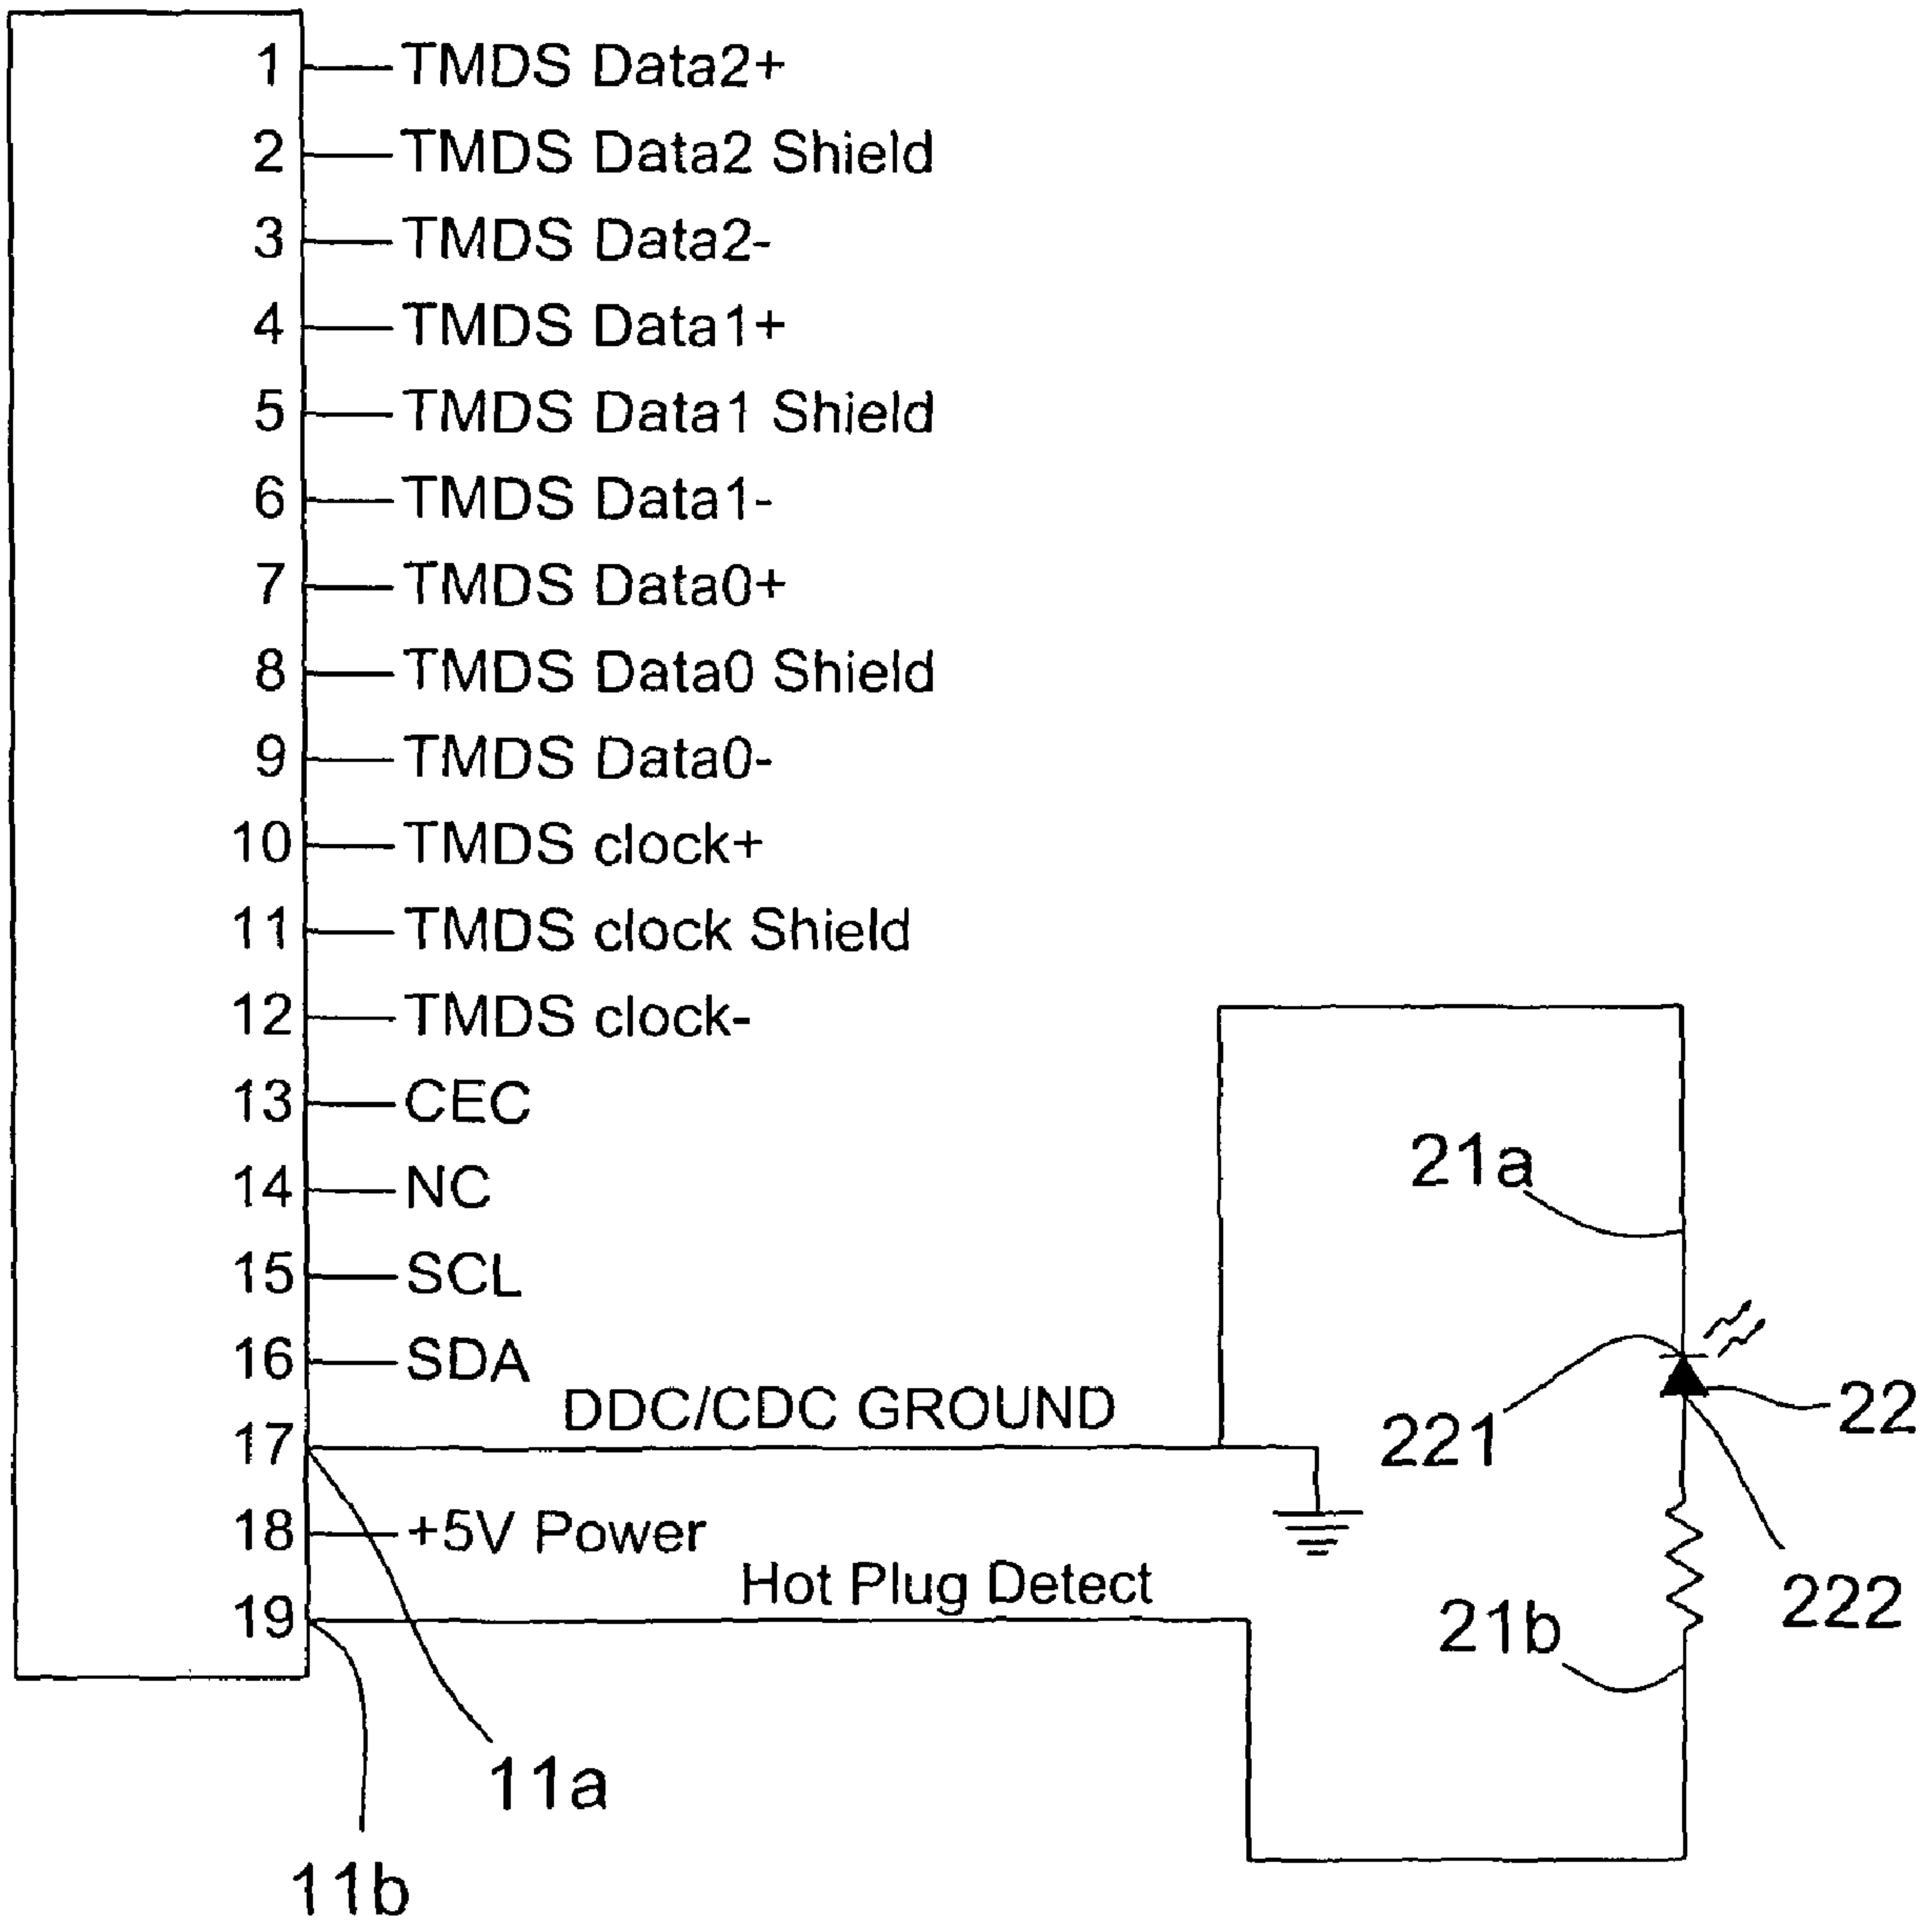 1 TMDS Data2+
2 TMDS Data2 Shield
3 TMDS Data2-
4 TMDS Data1+
5 TMDS Data1 Shield
6 TMDS Data1-
7 TMDS Data0+
8 TMDS Data0 Shield
9 TMDS Data0-
10 TMDS clock+
11 TMDS clock Shield
12 TMDS clock-
13 CEC
14 NC
15 SCL
16 SDA
17 DDC/CDC GROUND
18 +5V Power
19 Hot Plug Detect
21a
221
22
222
21b
11a
11b